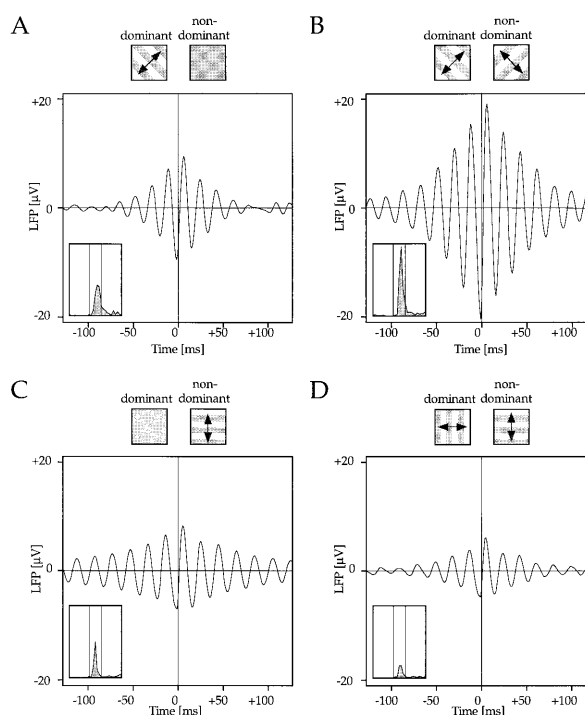 A
non-
dominant dominant
+20
LFP [µV]
0
-20
-100 -50 0 +50 +100
Time [ms]
B
non-
dominant dominant
+20
LFP [µV]
0
-20
-100 -50 0 +50 +100
Time [ms]
C
non-
dominant dominant
+20
LFP [µV]
0
-20
-100 -50 0 +50 +100
Time [ms]
D
non-
dominant dominant
+20
LFP [µV]
0
-20
-100 -50 0 +50 +100
Time [ms]